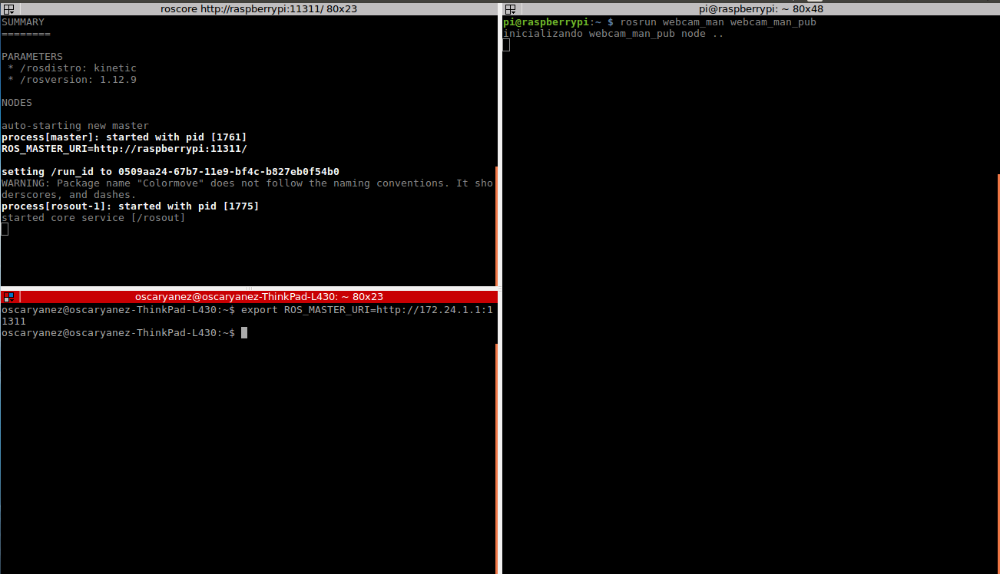 roscore http://raspberrypi:11311/ 80x23
SUMMARY
========
PARAMETERS
 * /rosdistro: kinetic
 * /rosversion: 1.12.9
NODES
auto-starting new master
process[master]: started with pid [1761]
ROS_MASTER_URI=http://raspberrypi:11311/
setting /run_id to 0509aa24-67b7-11e9-bf4c-b827eb0f54b0
WARNING: Package name "Colormove" does not follow the naming conventions. It sho
derscores, and dashes.
process[rosout-1]: started with pid [1775]
started core service [/rosout]
oscaryanez@oscaryanez-ThinkPad-L430: ~ 80x23
oscaryanez@oscaryanez-ThinkPad-L430:~$ export ROS_MASTER_URI=http://172.24.1.1:1
1311
oscaryanez@oscaryanez-ThinkPad-L430:~$
pi@raspberrypi: ~ 80x48
pi@raspberrypi:~ $ rosrun webcam_man webcam_man_pub
inicializando webcam_man_pub node ..